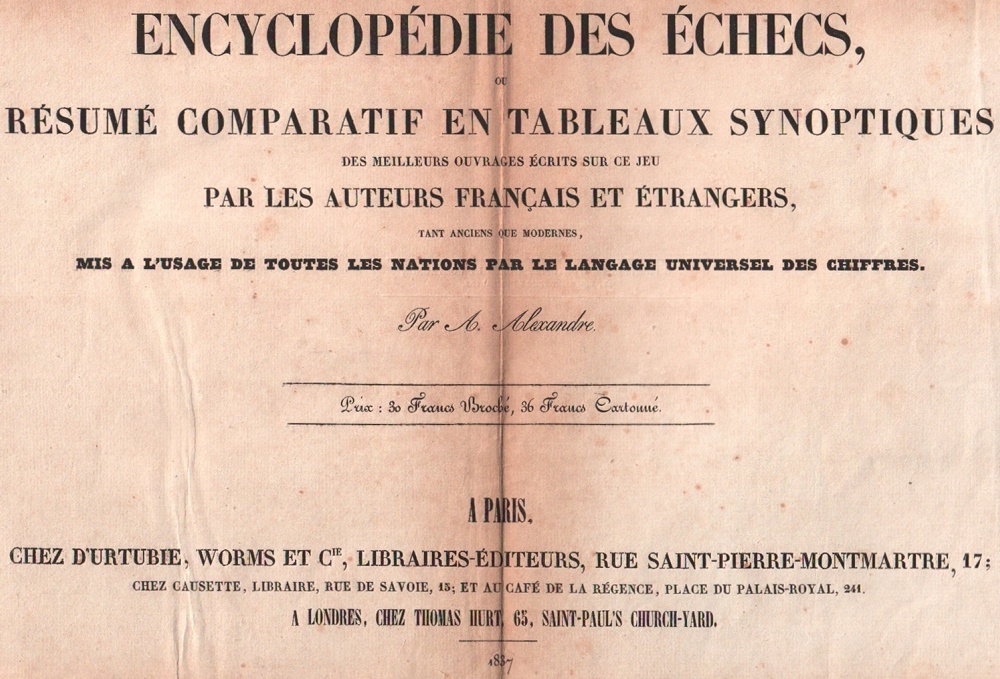 ENCYCLOPÉDIE DES ÉCHECS,
OU
RÉSUMÉ COMPARATIF EN TABLEAUX SYNOPTIQUES
DES MEILLEURS OUVRAGES ÉCRITS SUR CE JEU
PAR LES AUTEURS FRANÇAIS ET ÉTRANGERS,
TANT ANCIENS QUE MODERNES,
MIS A L'USAGE DE TOUTES LES NATIONS PAR LE LANGAGE UNIVERSEL DES CHIFFRES.
Par A. Alexandre.
Prix : 30 Francs Broché, 36 Francs Cartonné.
A PARIS,
CHEZ D'URTUBIE, WORMS ET CIE, LIBRAIRES-ÉDITEURS, RUE SAINT-PIERRE-MONTMARTRE, 17;
CHEZ CAUSETTE, LIBRAIRE, RUE DE SAVOIE, 15; ET AU CAFÉ DE LA RÉGENCE, PLACE DU PALAIS-ROYAL, 241.
A LONDRES, CHEZ THOMAS HURT, 65, SAINT-PAUL'S CHURCH-YARD.
1837